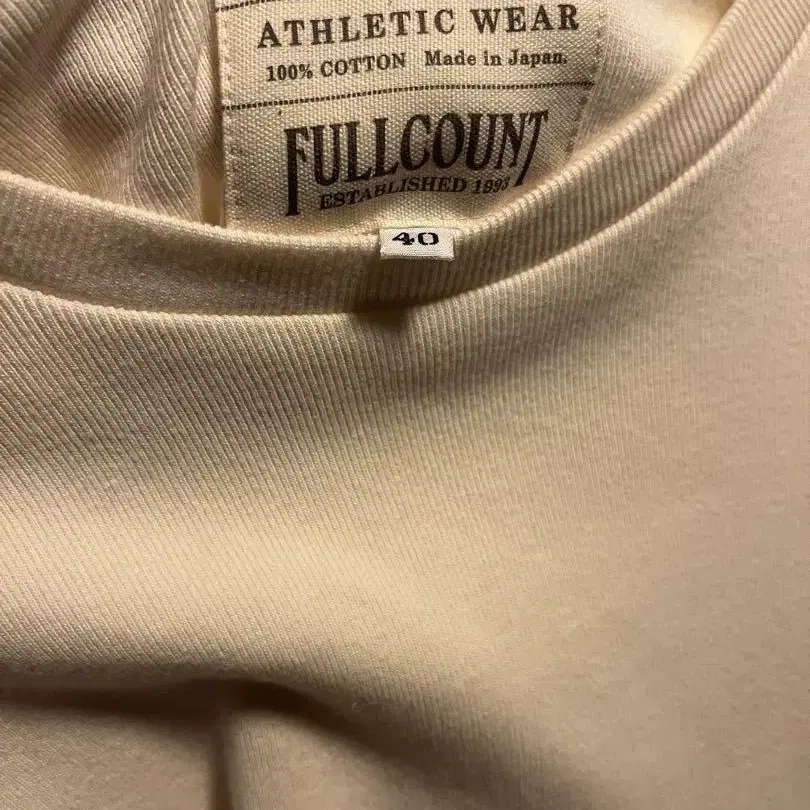 ATHLETIC WEAR
100% COTTON Made in Japan.
FULLCOUNT
ESTABLISHED 1993
40